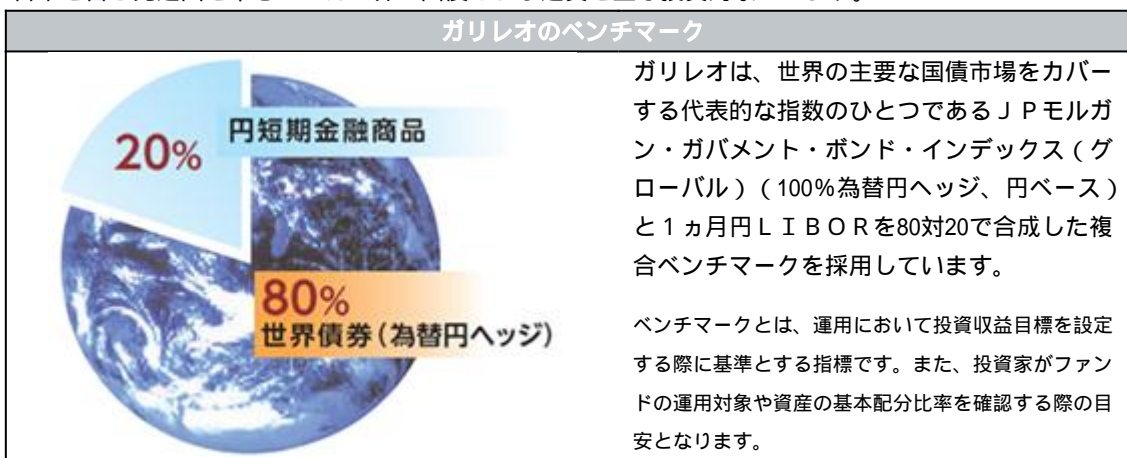 ガリレオのベンチマーク
20%
円短期金融商品
80%
世界債券(為替円ヘッジ)
ガリレオは、世界の主要な国債市場をカバー
する代表的な指数のひとつであるJPモルガ
ン・ガバメント・ボンド・インデックス(グ
ローバル)(100%為替円ヘッジ、円ベース)
と1ヵ月円LIBORを80対20で合成した複
合ベンチマークを採用しています。
ベンチマークとは、運用において投資収益目標を設定
する際に基準とする指標です。また、投資家がファン
ドの運用対象や資産の基本配分比率を確認する際の目
安となります。